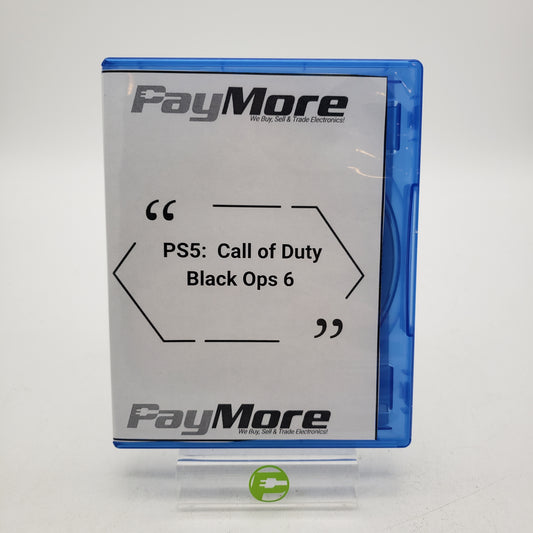 PayMore
We Buy, Sell & Trade Electronics!
“
PS5: Call of Duty
Black Ops 6
”
PayMore
We Buy, Sell & Trade Electronics!